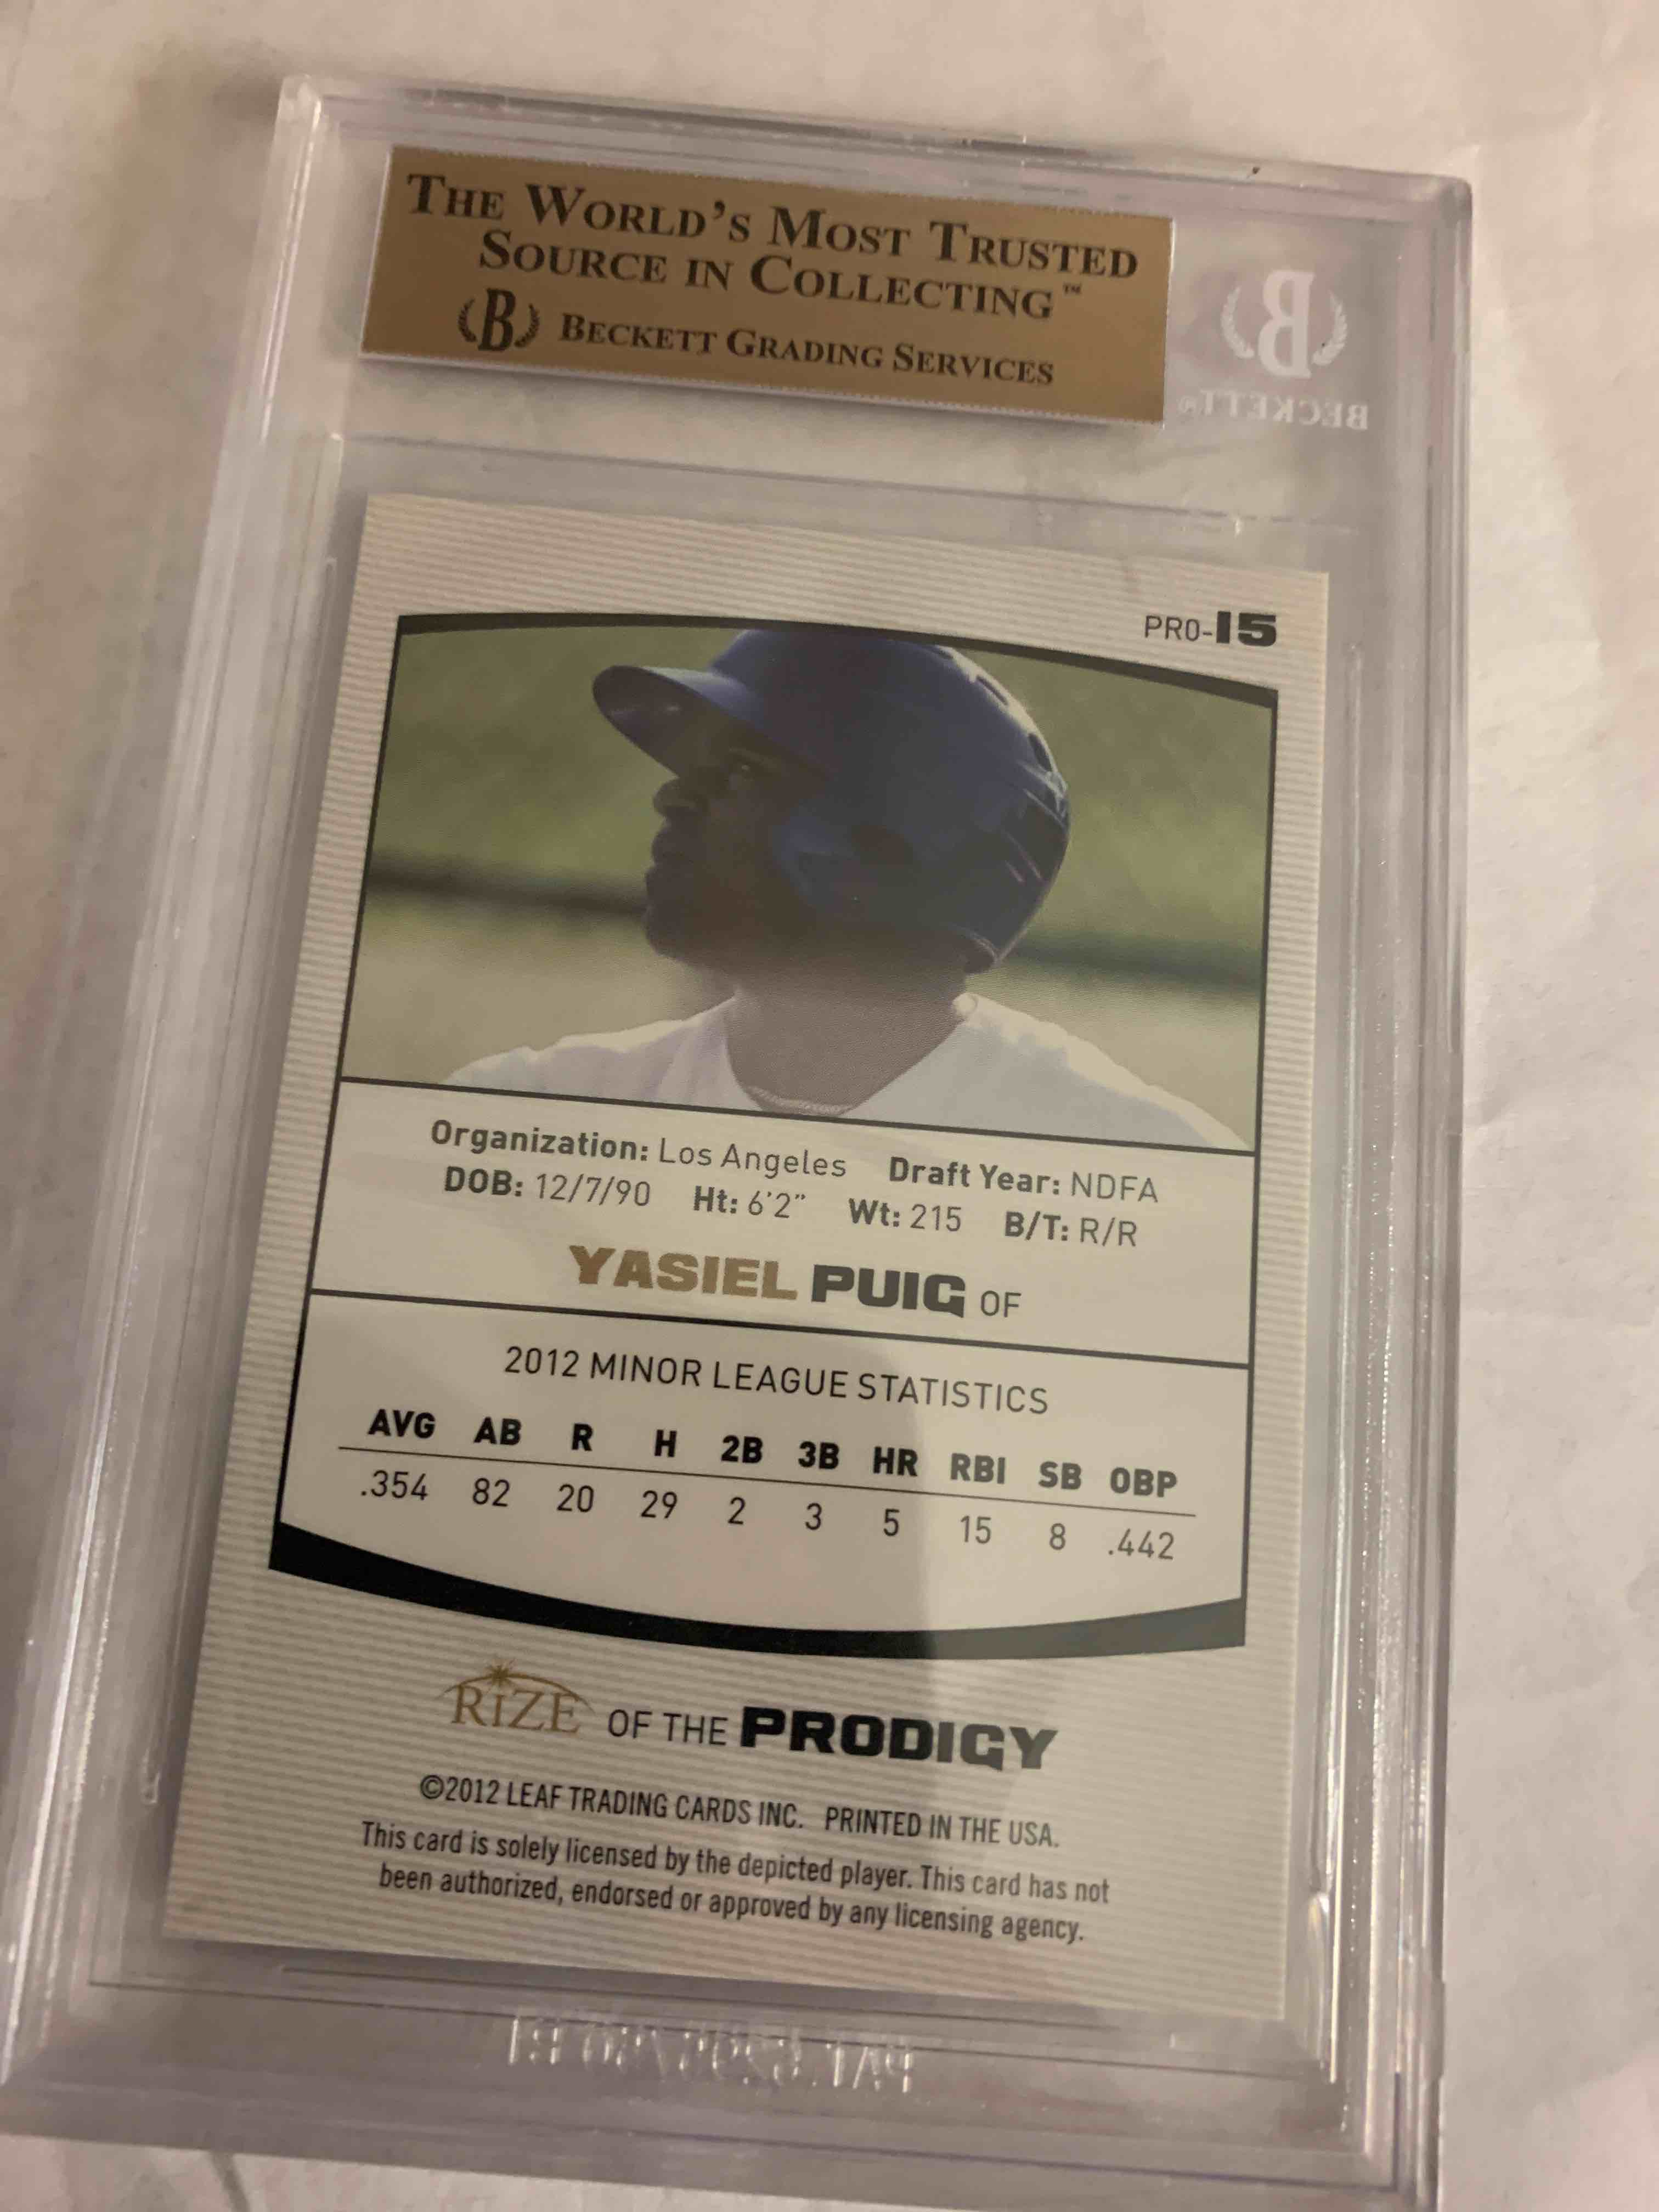 THE WORLD'S MOST TRUSTED
SOURCE IN COLLECTING™
B BECKETT GRADING SERVICES
B
BECKETT®
PRO-15
Organization: Los Angeles Draft Year: NDFA
DOB: 12/7/90 Ht: 6'2" Wt: 215 B/T: R/R
YASIEL PUIG OF
2012 MINOR LEAGUE STATISTICS
AVG AB R H 2B 3B HR RBI SB OBP
.354 82 20 29 2 3 5 15 8 .442
RIZE OF THE PRODIGY
©2012 LEAF TRADING CARDS INC. PRINTED IN THE USA.
This card is solely licensed by the depicted player. This card has not
been authorized, endorsed or approved by any licensing agency.